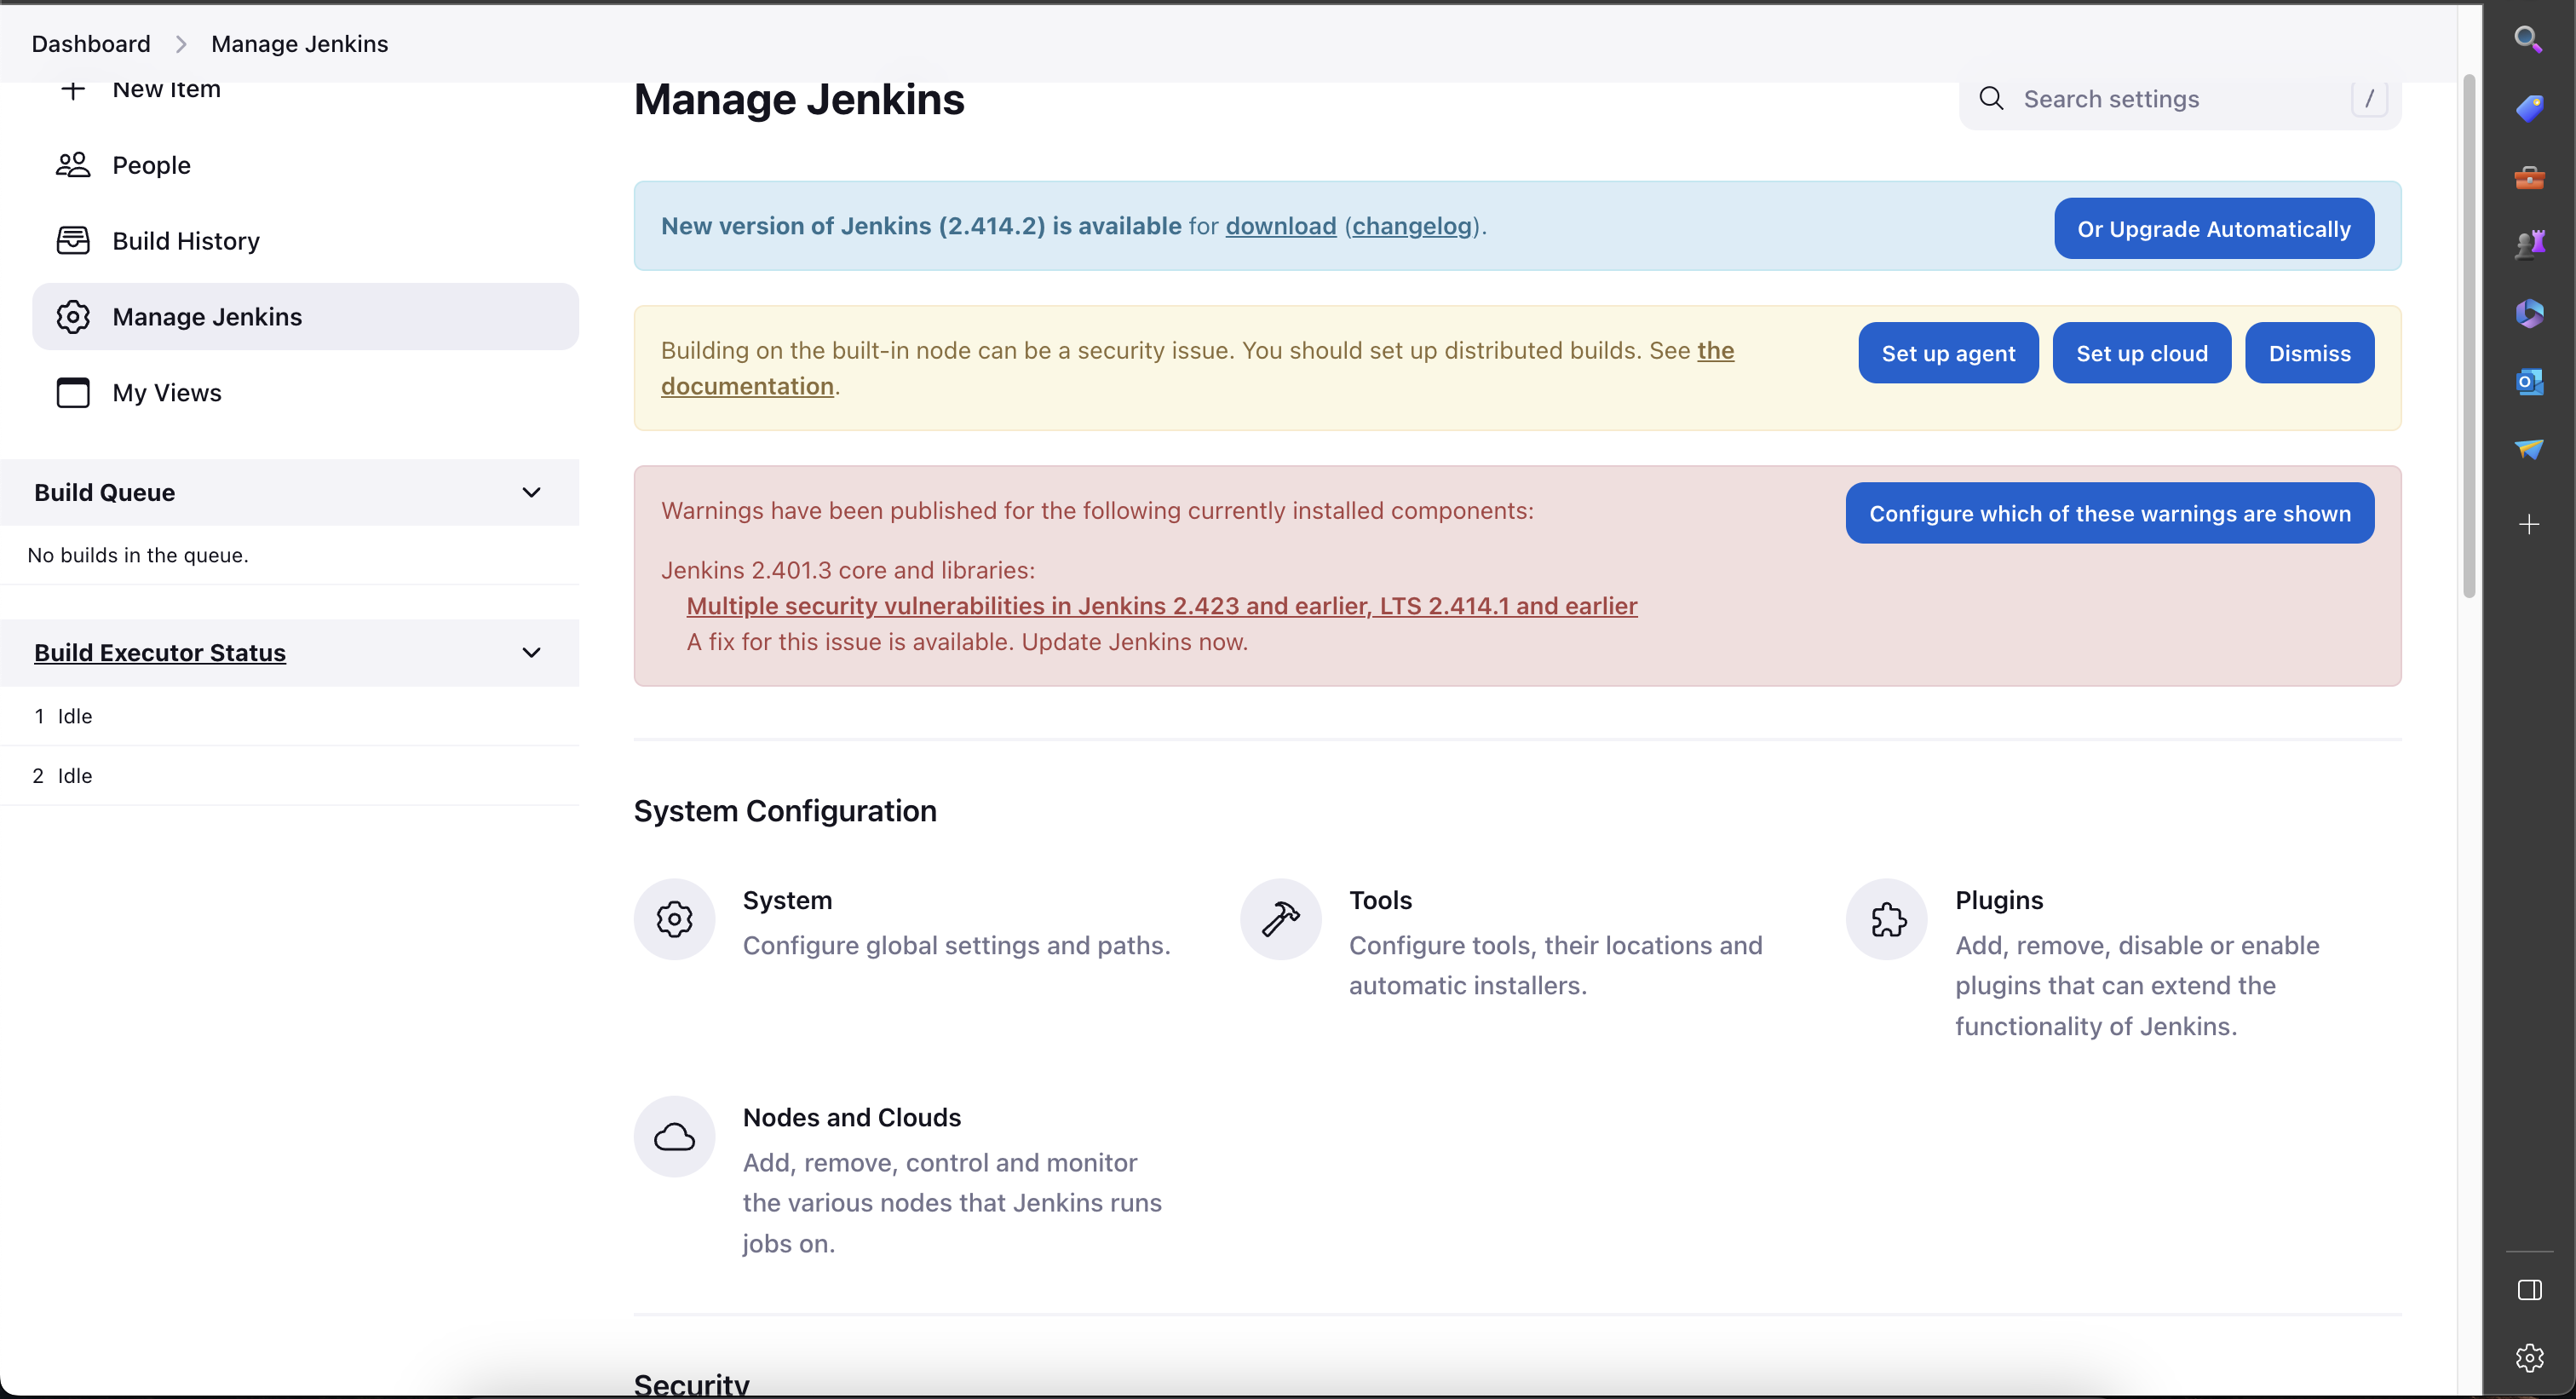 Dashboard > Manage Jenkins
New Item
People
Build History
Manage Jenkins
My Views
Build Queue
No builds in the queue.
Build Executor Status
1 Idle
2 Idle
Manage Jenkins
Search settings /
New version of Jenkins (2.414.2) is available for download (changelog).
Or Upgrade Automatically
Building on the built-in node can be a security issue. You should set up distributed builds. See the
documentation.
Set up agent
Set up cloud
Dismiss
Warnings have been published for the following currently installed components:
Configure which of these warnings are shown
Jenkins 2.401.3 core and libraries:
Multiple security vulnerabilities in Jenkins 2.423 and earlier, LTS 2.414.1 and earlier
A fix for this issue is available. Update Jenkins now.
System Configuration
System
Configure global settings and paths.
Tools
Configure tools, their locations and
automatic installers.
Plugins
Add, remove, disable or enable
plugins that can extend the
functionality of Jenkins.
Nodes and Clouds
Add, remove, control and monitor
the various nodes that Jenkins runs
jobs on.
Security